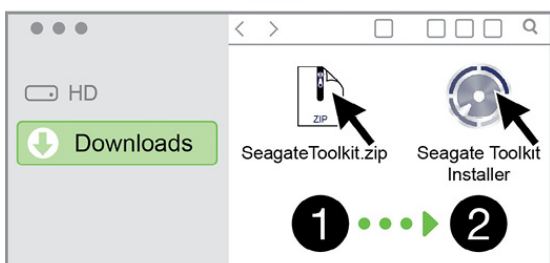 HD
Downloads
ZIP
SeagateToolkit.zip
Seagate Toolkit
Installer
1
2